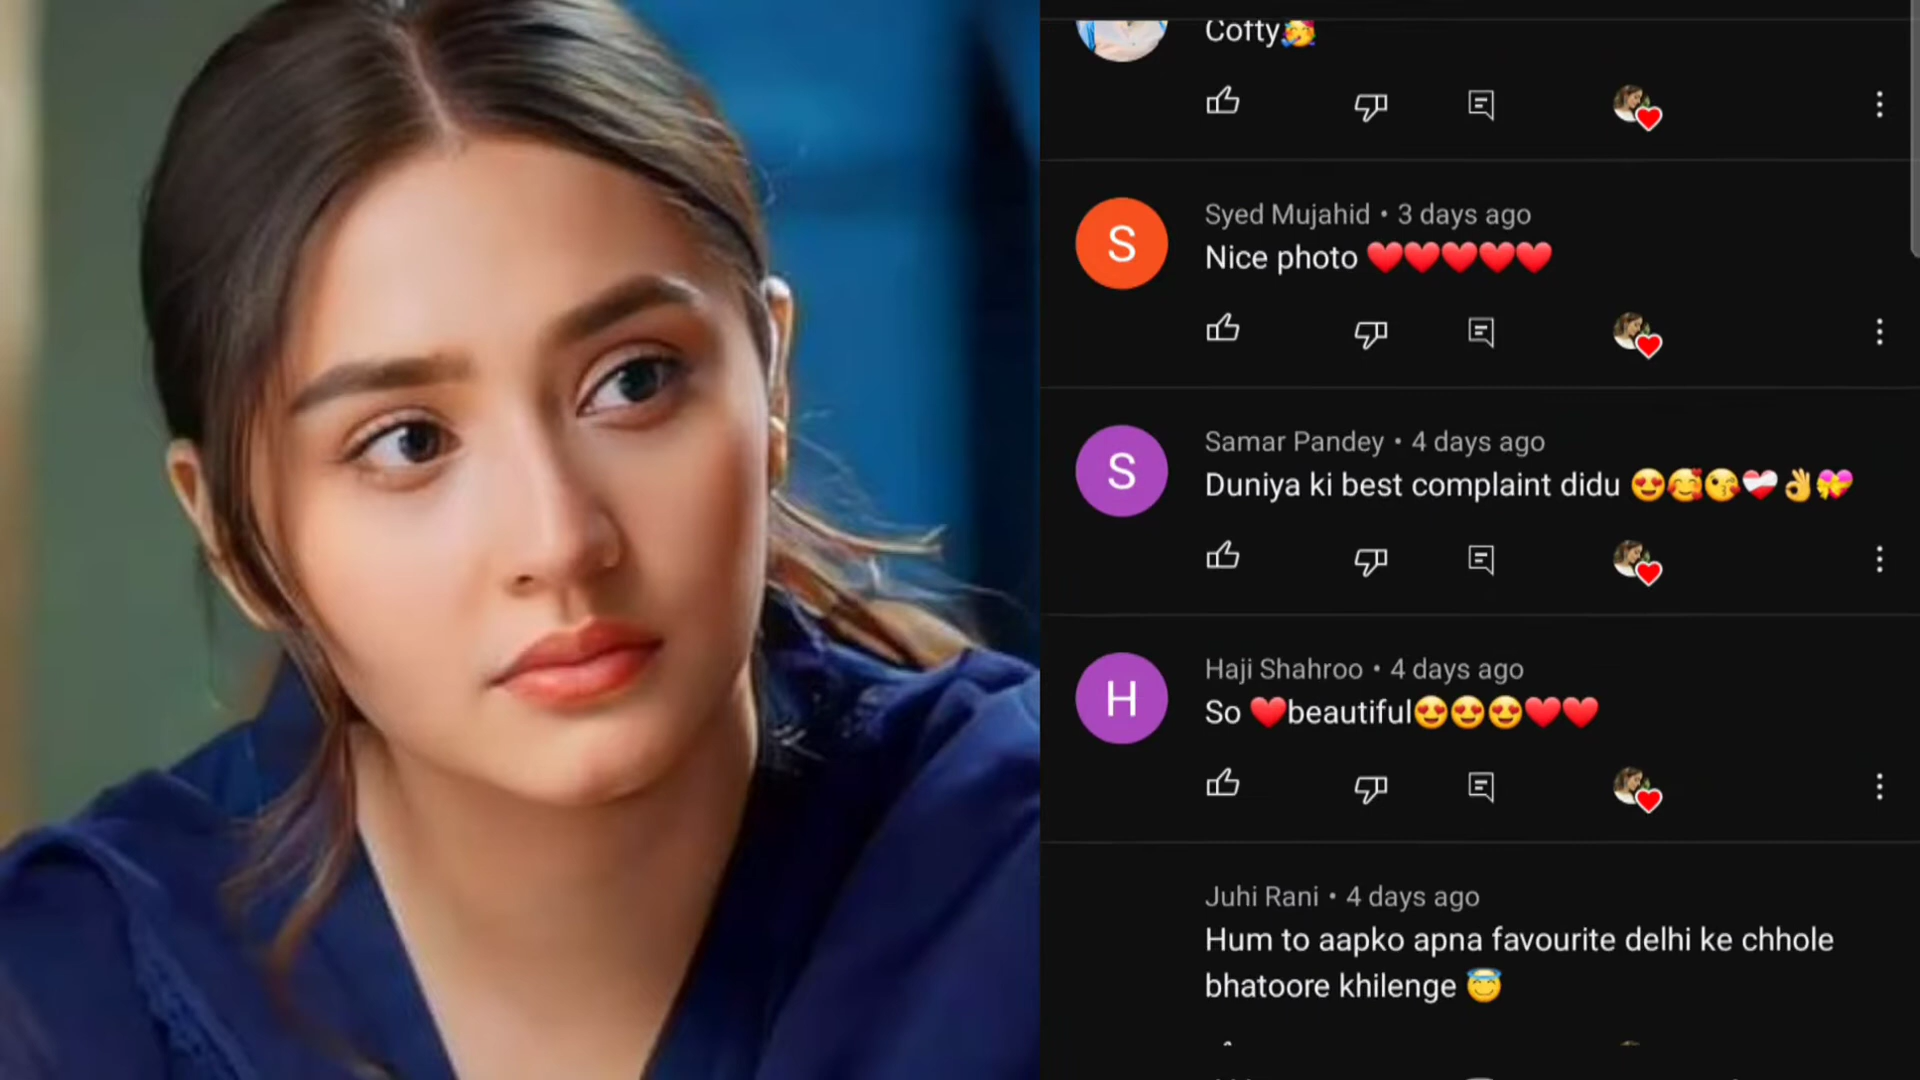 Cofty🥳
S
Syed Mujahid • 3 days ago
Nice photo ❤️❤️❤️❤️❤️
S
Samar Pandey • 4 days ago
Duniya ki best complaint didu 😍🥰😘❤️‍🩹👌💝
H
Haji Shahroo • 4 days ago
So ❤️beautiful😍😍😍❤️❤️
Juhi Rani • 4 days ago
Hum to aapko apna favourite delhi ke chhole
bhatoore khilenge 😇